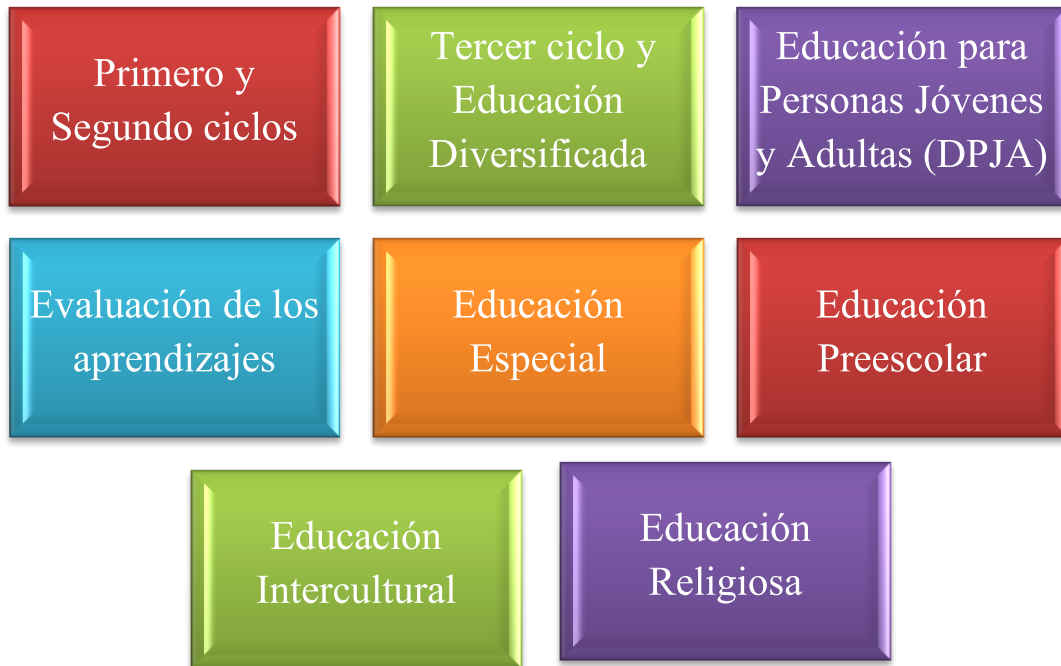 Primero y
Segundo ciclos
Tercer ciclo y
Educación
Diversificada
Educación para
Personas Jóvenes
y Adultas (DPJA)
Evaluación de los
aprendizajes
Educación
Especial
Educación
Preescolar
Educación
Intercultural
Educación
Religiosa